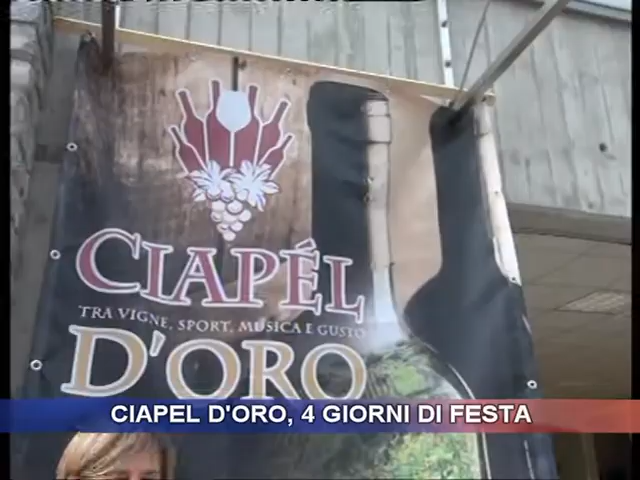 CIAPÉL
TRA VIGNE, SPORT, MUSICA E GUSTO
D'ORO
CIAPEL D'ORO, 4 GIORNI DI FESTA